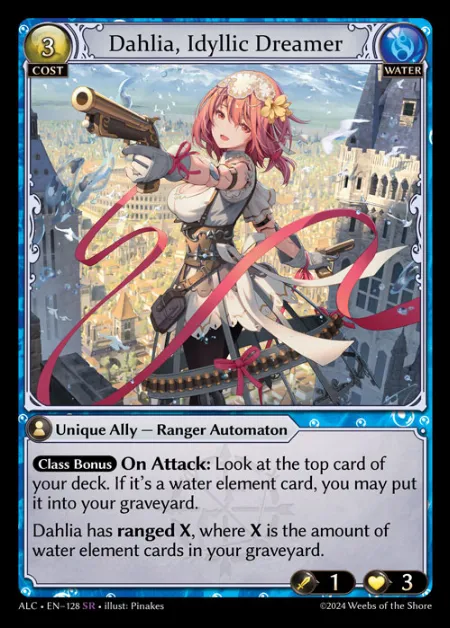 3
Dahlia, Idyllic Dreamer
COST
WATER
Unique Ally — Ranger Automaton
Class Bonus On Attack: Look at the top card of
your deck. If it's a water element card, you may put
it into your graveyard.
Dahlia has ranged X, where X is the amount of
water element cards in your graveyard.
1
3
ALC • EN–128 SR • illust: Pinakes
©2024 Weebs of the Shore